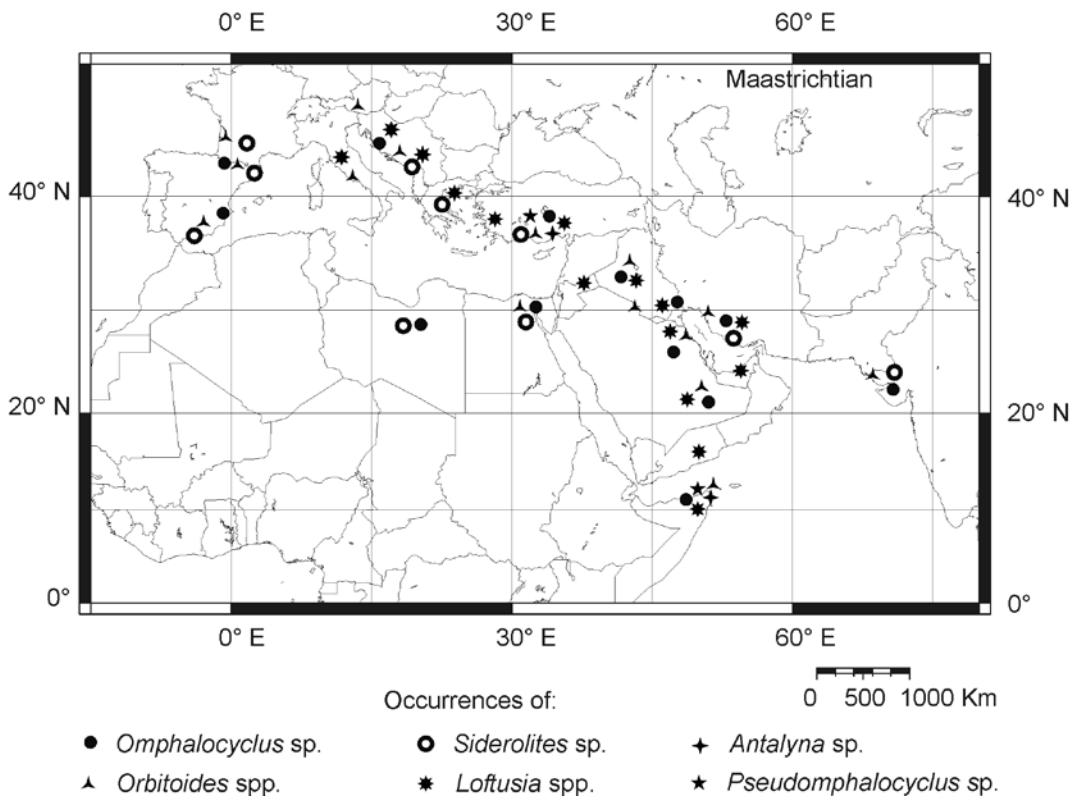 0° E 30° E 60° E
Maastrichtian
40° N 40° N
20° N 20° N
0° 0°
0° E 30° E 60° E
0 500 1000 Km
Occurrences of:
Omphalocyclus sp. Siderolites sp. Antalyna sp.
Orbitoides spp. Loftusia spp. Pseudomphalocyclus sp.